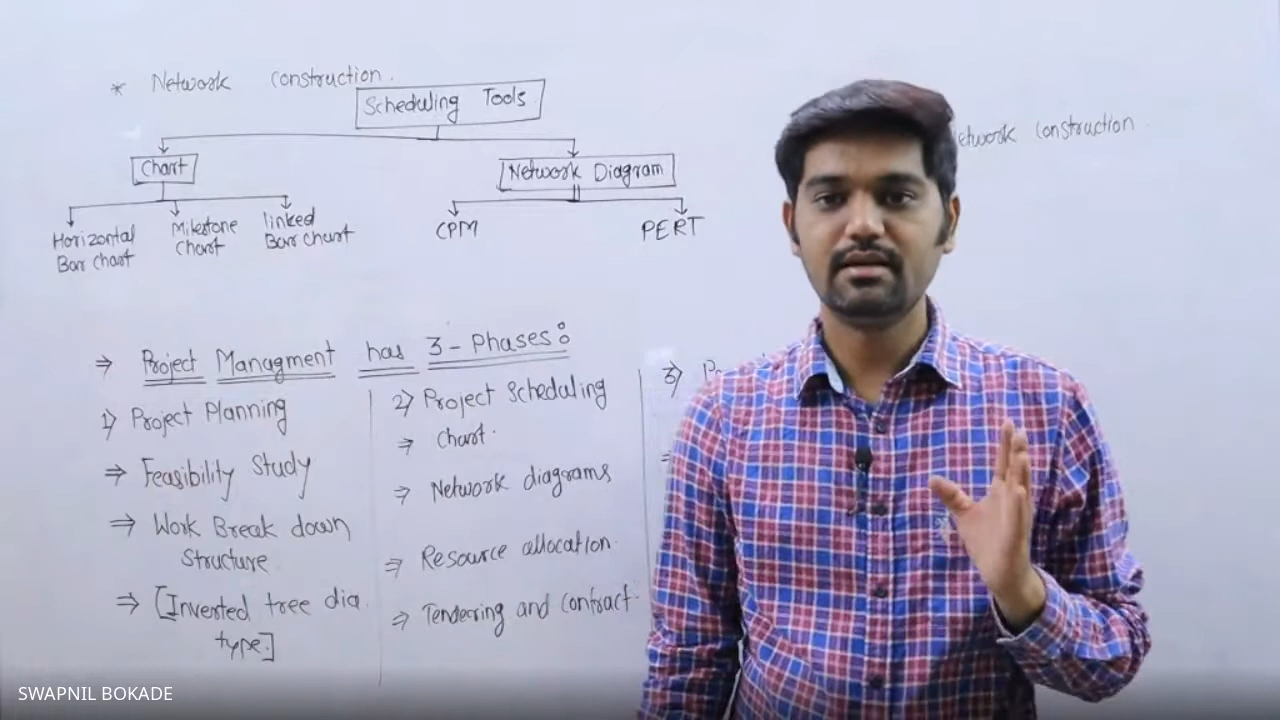 * Network construction.
Scheduling Tools
etwork construction
Chart
Network Diagram
Horizontal
Bar chart
Milestone
Chart
linked
Bar chart
CPM
PERT
⇒ Project Managment has 3-Phases:
1) Project Planning
⇒ Feasibility Study
⇒ Work Break down
Structure
⇒ [Inverted tree dia.
type.]
2) Project Scheduling
⇒ Chart.
⇒ Network diagrams
⇒ Resource allocation.
⇒ Tendering and contract.
3)
SWAPNIL BOKADE